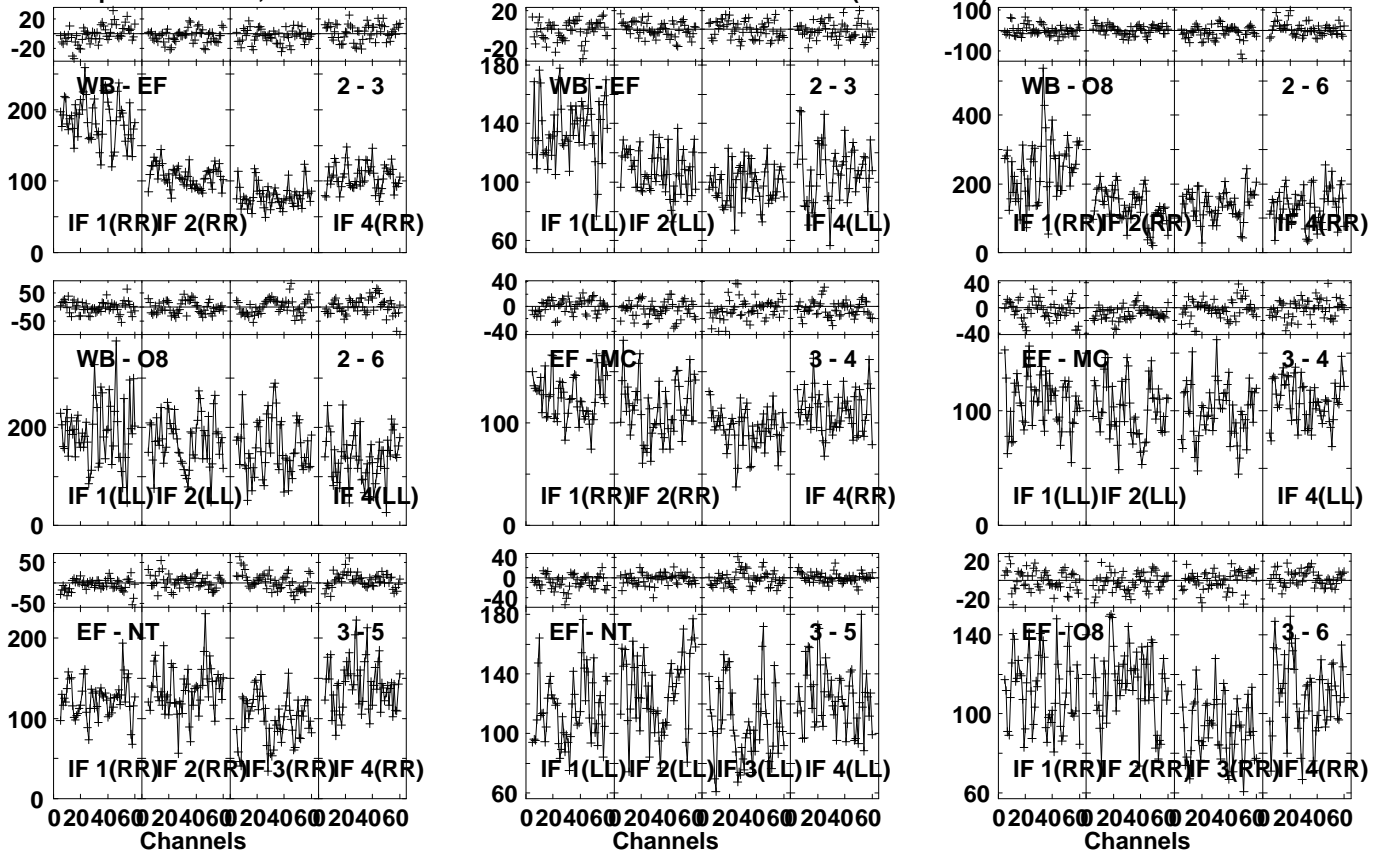 20 20 100
-20 -20 -100
180
WB - EF 2 - 3 WB - EF 2 - 3 WB - O8 2 - 6
200 140 400
100 100 200
IF 1(RR) IF 2(RR) IF 4(RR) IF 1(LL) IF 2(LL) IF 4(LL) IF 1(RR) IF 2(RR) IF 4(RR)
0 60 0
50 40 40
0 0
-50 -40 -40
WB - O8 2 - 6 EF - MC 3 - 4 EF - MC 3 - 4
200 100 100
IF 1(LL) IF 2(LL) IF 4(LL) IF 1(RR) IF 2(RR) IF 4(RR) IF 1(LL) IF 2(LL) IF 4(LL)
0 0 0
50 40 20
0
-50 -40 -20
180
EF - NT 3 - 5 EF - NT 3 - 5 EF - O8 3 - 6
200 140 140
100 100 100
IF 1(RR) IF 2(RR) IF 3(RR) IF 4(RR) IF 1(LL) IF 2(LL) IF 3(LL) IF 4(LL) IF 1(RR) IF 2(RR) IF 3(RR) IF 4(RR)
0 60 60
0 20 40 60 0 20 40 60 0 20 40 60 0 20 40 60 0 20 40 60 0 20 40 60 0 20 40 60 0 20 40 60 0 20 40 60 0 20 40 60 0 20 40 60 0 20 40 60
Channels Channels Channels